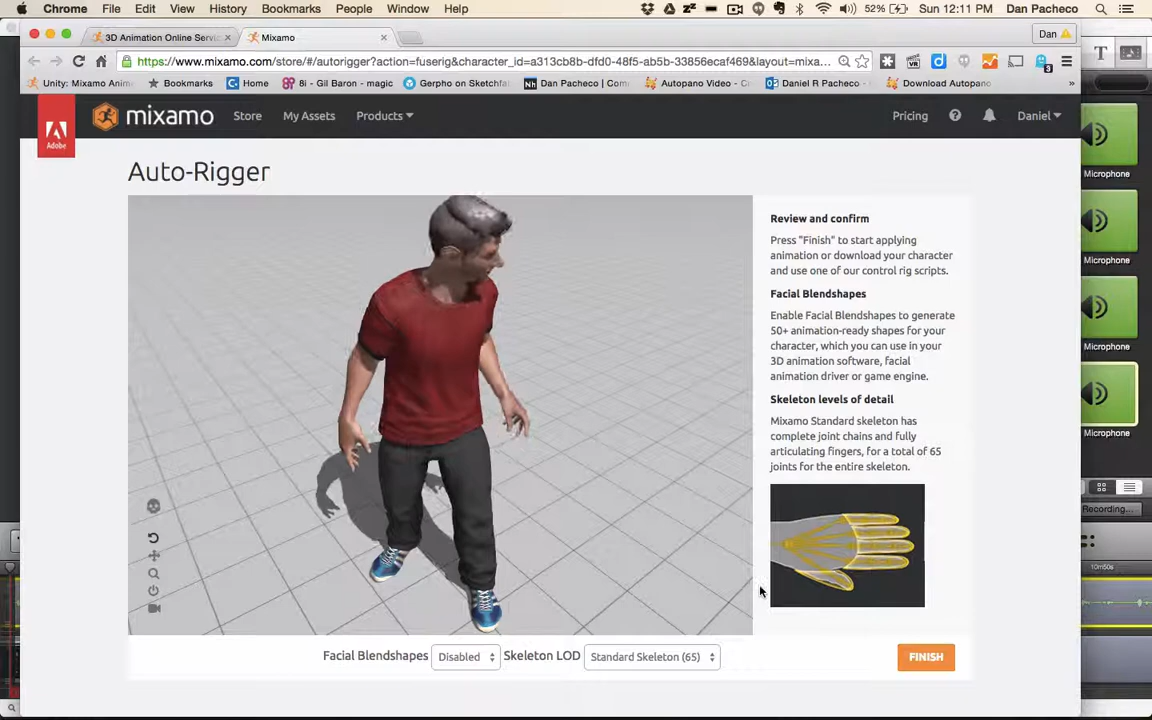 Chrome File Edit View History Bookmarks People Window Help 52% Sun 12:11 PM Dan Pacheco
3D Animation Online Servic
Mixamo
Dan
https://www.mixamo.com/store/#/autorigger?action=fuserig&character_id=a313cb8b-dfd0-48f5-ab5b-33856ecaf469&layout=mixa...
Unity: Mixamo Anim Bookmarks Home 8i - Gil Baron - magic Gerpho on Sketchfa Dan Pacheco | Com Autopano Video - C Daniel R Pacheco - Download Autopano »
Adobe
mixamo Store My Assets Products Pricing Daniel
Auto-Rigger
Review and confirm
Press "Finish" to start applying
animation or download your character
and use one of our control rig scripts.
Facial Blendshapes
Enable Facial Blendshapes to generate
50+ animation-ready shapes for your
character, which you can use in your
3D animation software, facial
animation driver or game engine.
Skeleton levels of detail
Mixamo Standard skeleton has
complete joint chains and fully
articulating fingers, for a total of 65
joints for the entire skeleton.
Facial Blendshapes Disabled Skeleton LOD Standard Skeleton (65) FINISH
T
Microphone
Microphone
Microphone
Microphone
Recording...
10m50s